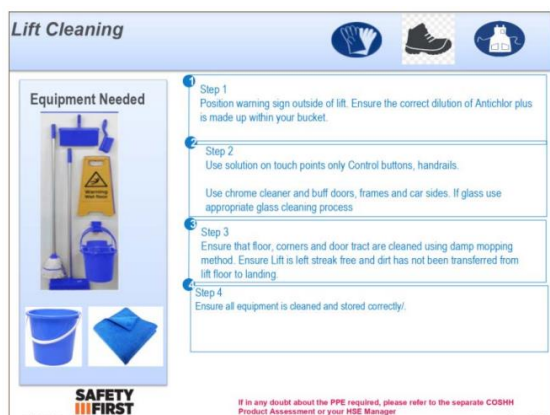 Lift Cleaning
Equipment Needed
1
Step 1
Position warning sign outside of lift. Ensure the correct dilution of Antichlor plus
is made up within your bucket.
2
Step 2
Use solution on touch points only Control buttons, handrails.
Use chrome cleaner and buff doors, frames and car sides. If glass use
appropriate glass cleaning process
3
Step 3
Ensure that floor, corners and door tract are cleaned using damp mopping
method. Ensure Lift is left streak free and dirt has not been transferred from
lift floor to landing.
4
Step 4
Ensure all equipment is cleaned and stored correctly/.
SAFETY
FIRST
If in any doubt about the PPE required, please refer to the separate COSHH
Product Assessment or your HSE Manager